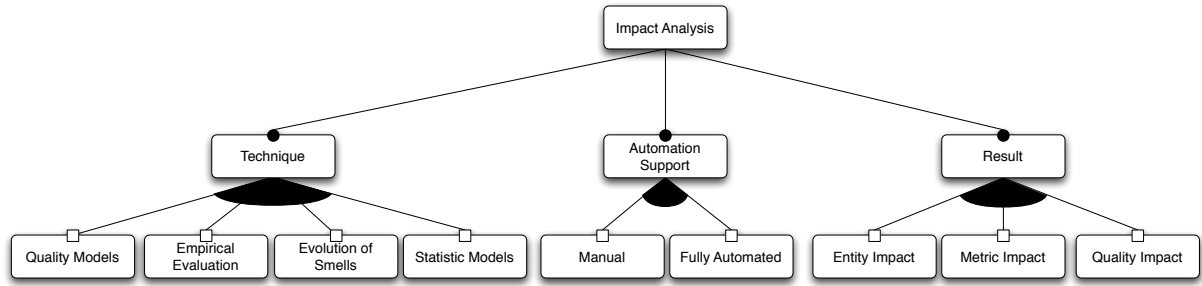 Impact Analysis
Technique
Automation
Support
Result
Quality Models
Empirical
Evaluation
Evolution of
Smells
Statistic Models
Manual
Fully Automated
Entity Impact
Metric Impact
Quality Impact